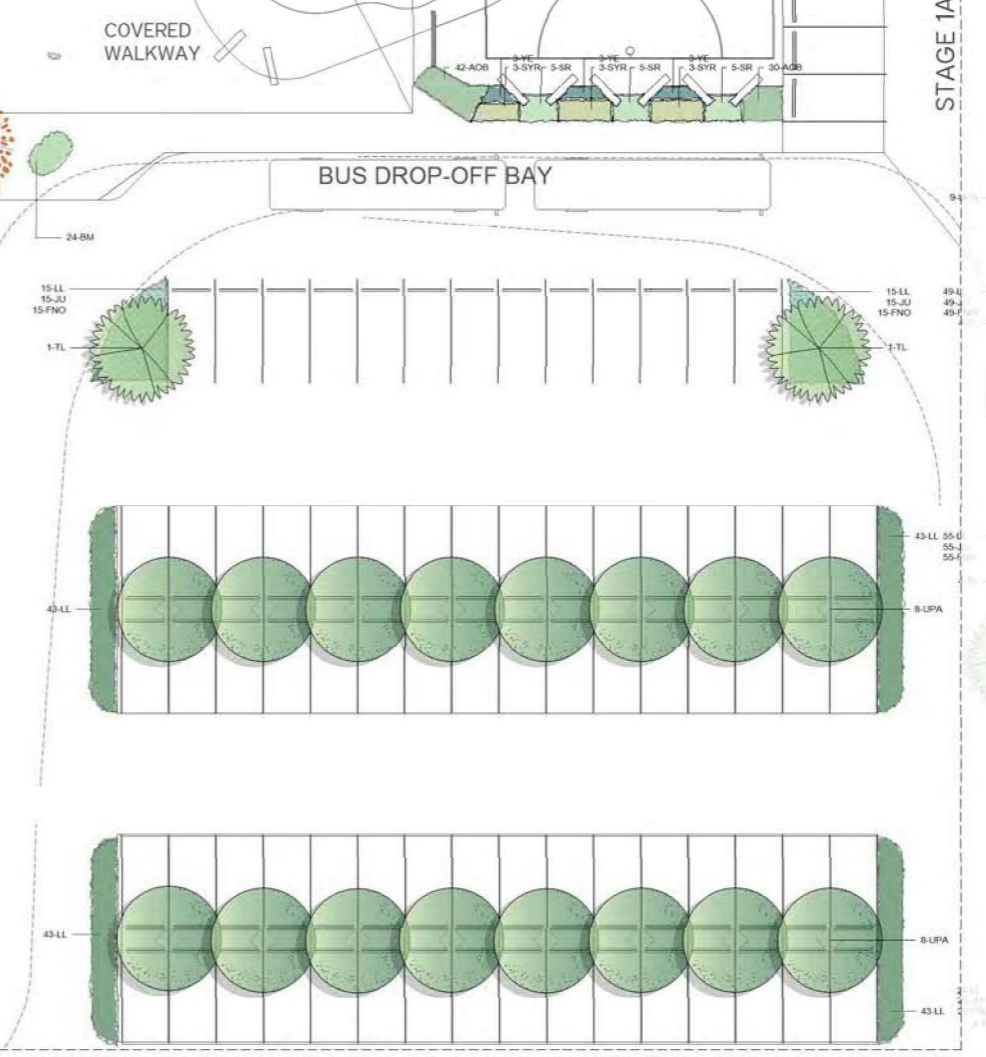 COVERED
WALKWAY
STAGE 1A
42-AOB
3-YE
3-SYR
5-SR
3-YE
3-SYR
5-SR
3-YE
3-SYR
5-SR
30-AOB
BUS DROP-OFF BAY
24-BM
15-LL
15-JU
15-FNO
1-TL
15-LL
15-JU
15-FNO
1-TL
43-LL
43-LL
8-UPA
43-LL
8-UPA
43-LL